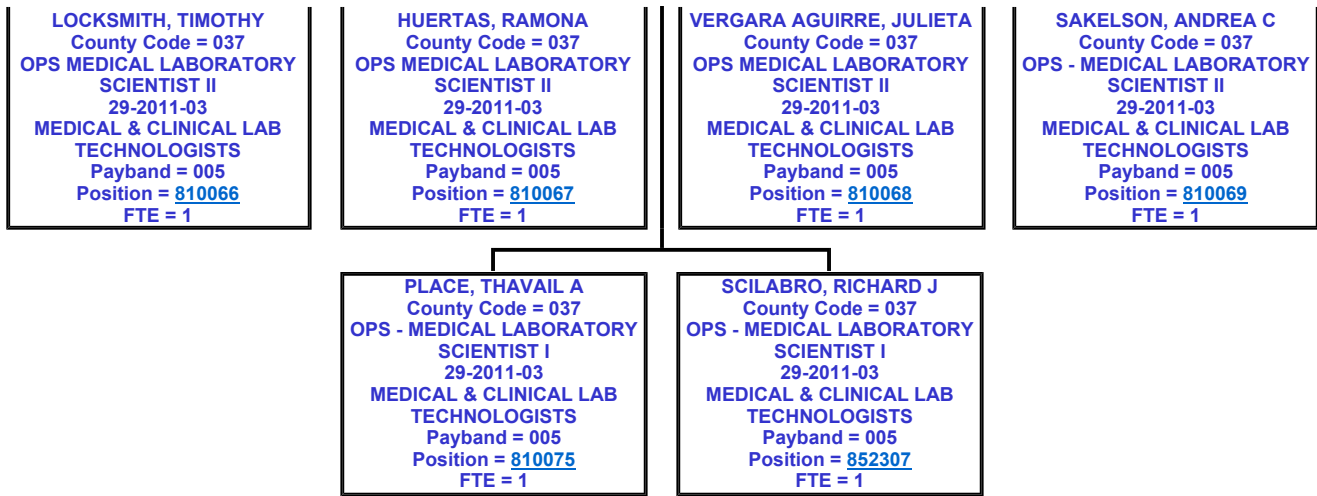 LOCKSMITH, TIMOTHY
County Code = 037
OPS MEDICAL LABORATORY
SCIENTIST II
29-2011-03
MEDICAL & CLINICAL LAB
TECHNOLOGISTS
Payband = 005
Position = 810066
FTE = 1
HUERTAS, RAMONA
County Code = 037
OPS MEDICAL LABORATORY
SCIENTIST II
29-2011-03
MEDICAL & CLINICAL LAB
TECHNOLOGISTS
Payband = 005
Position = 810067
FTE = 1
VERGARA AGUIRRE, JULIETA
County Code = 037
OPS MEDICAL LABORATORY
SCIENTIST II
29-2011-03
MEDICAL & CLINICAL LAB
TECHNOLOGISTS
Payband = 005
Position = 810068
FTE = 1
SAKELSON, ANDREA C
County Code = 037
OPS - MEDICAL LABORATORY
SCIENTIST II
29-2011-03
MEDICAL & CLINICAL LAB
TECHNOLOGISTS
Payband = 005
Position = 810069
FTE = 1
PLACE, THAVAIL A
County Code = 037
OPS - MEDICAL LABORATORY
SCIENTIST I
29-2011-03
MEDICAL & CLINICAL LAB
TECHNOLOGISTS
Payband = 005
Position = 810075
FTE = 1
SCILABRO, RICHARD J
County Code = 037
OPS - MEDICAL LABORATORY
SCIENTIST I
29-2011-03
MEDICAL & CLINICAL LAB
TECHNOLOGISTS
Payband = 005
Position = 852307
FTE = 1